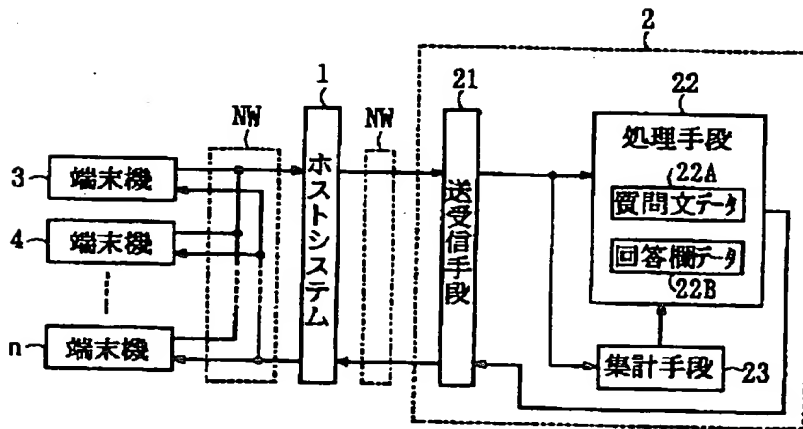 2
1
21
22
NW
NW
処理手段
22A
質問文データ
回答欄データ
22B
3
端末機
4
端末機
n
端末機
ホストシステム
送受信手段
集計手段
23